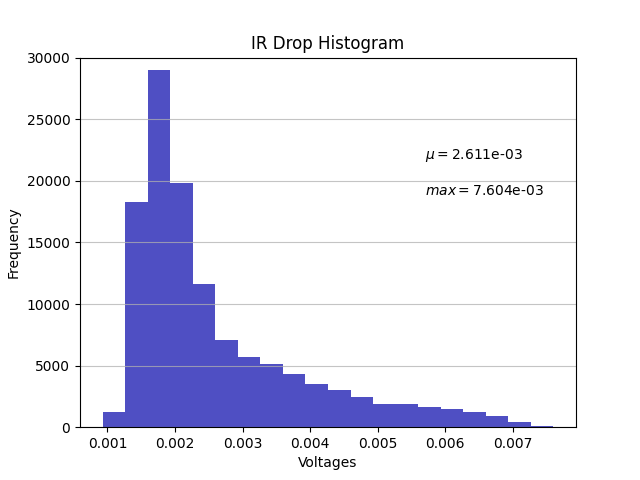 IR Drop Histogram
30000
25000
20000
15000
10000
5000
0
Frequency
μ = 2.611e-03
max = 7.604e-03
0.001 0.002 0.003 0.004 0.005 0.006 0.007
Voltages